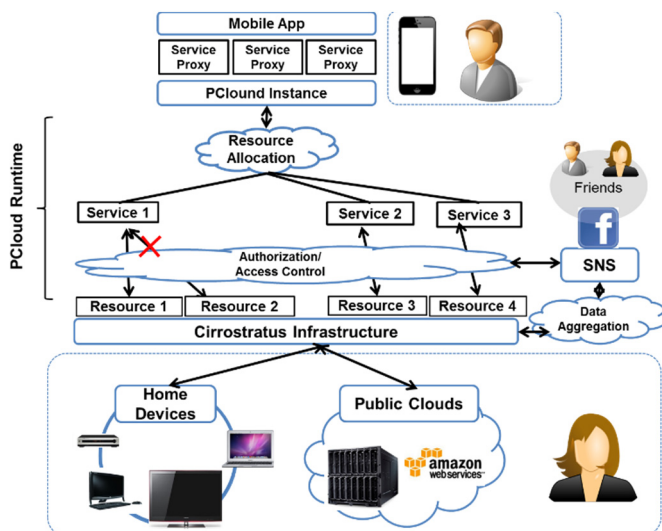 Mobile App
Service
Proxy
Service
Proxy
Service
Proxy
PClound Instance
Resource
Allocation
PCloud Runtime
Service 1
Service 2
Service 3
Friends
f
Authorization/
Access Control
SNS
Resource 1
Resource 2
Resource 3
Resource 4
Data
Aggregation
Cirrostratus Infrastructure
Home
Devices
Public Clouds
amazon
webservices™